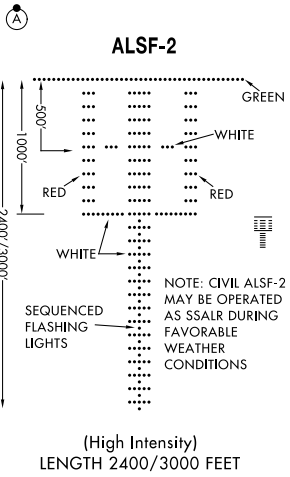 A
ALSF-2
GREEN
500'
1000'
WHITE
RED
RED
2400'/3000'
WHITE
NOTE: CIVIL ALSF-2
MAY BE OPERATED
AS SSALR DURING
FAVORABLE
WEATHER
CONDITIONS
SEQUENCED
FLASHING
LIGHTS
(High Intensity)
LENGTH 2400/3000 FEET